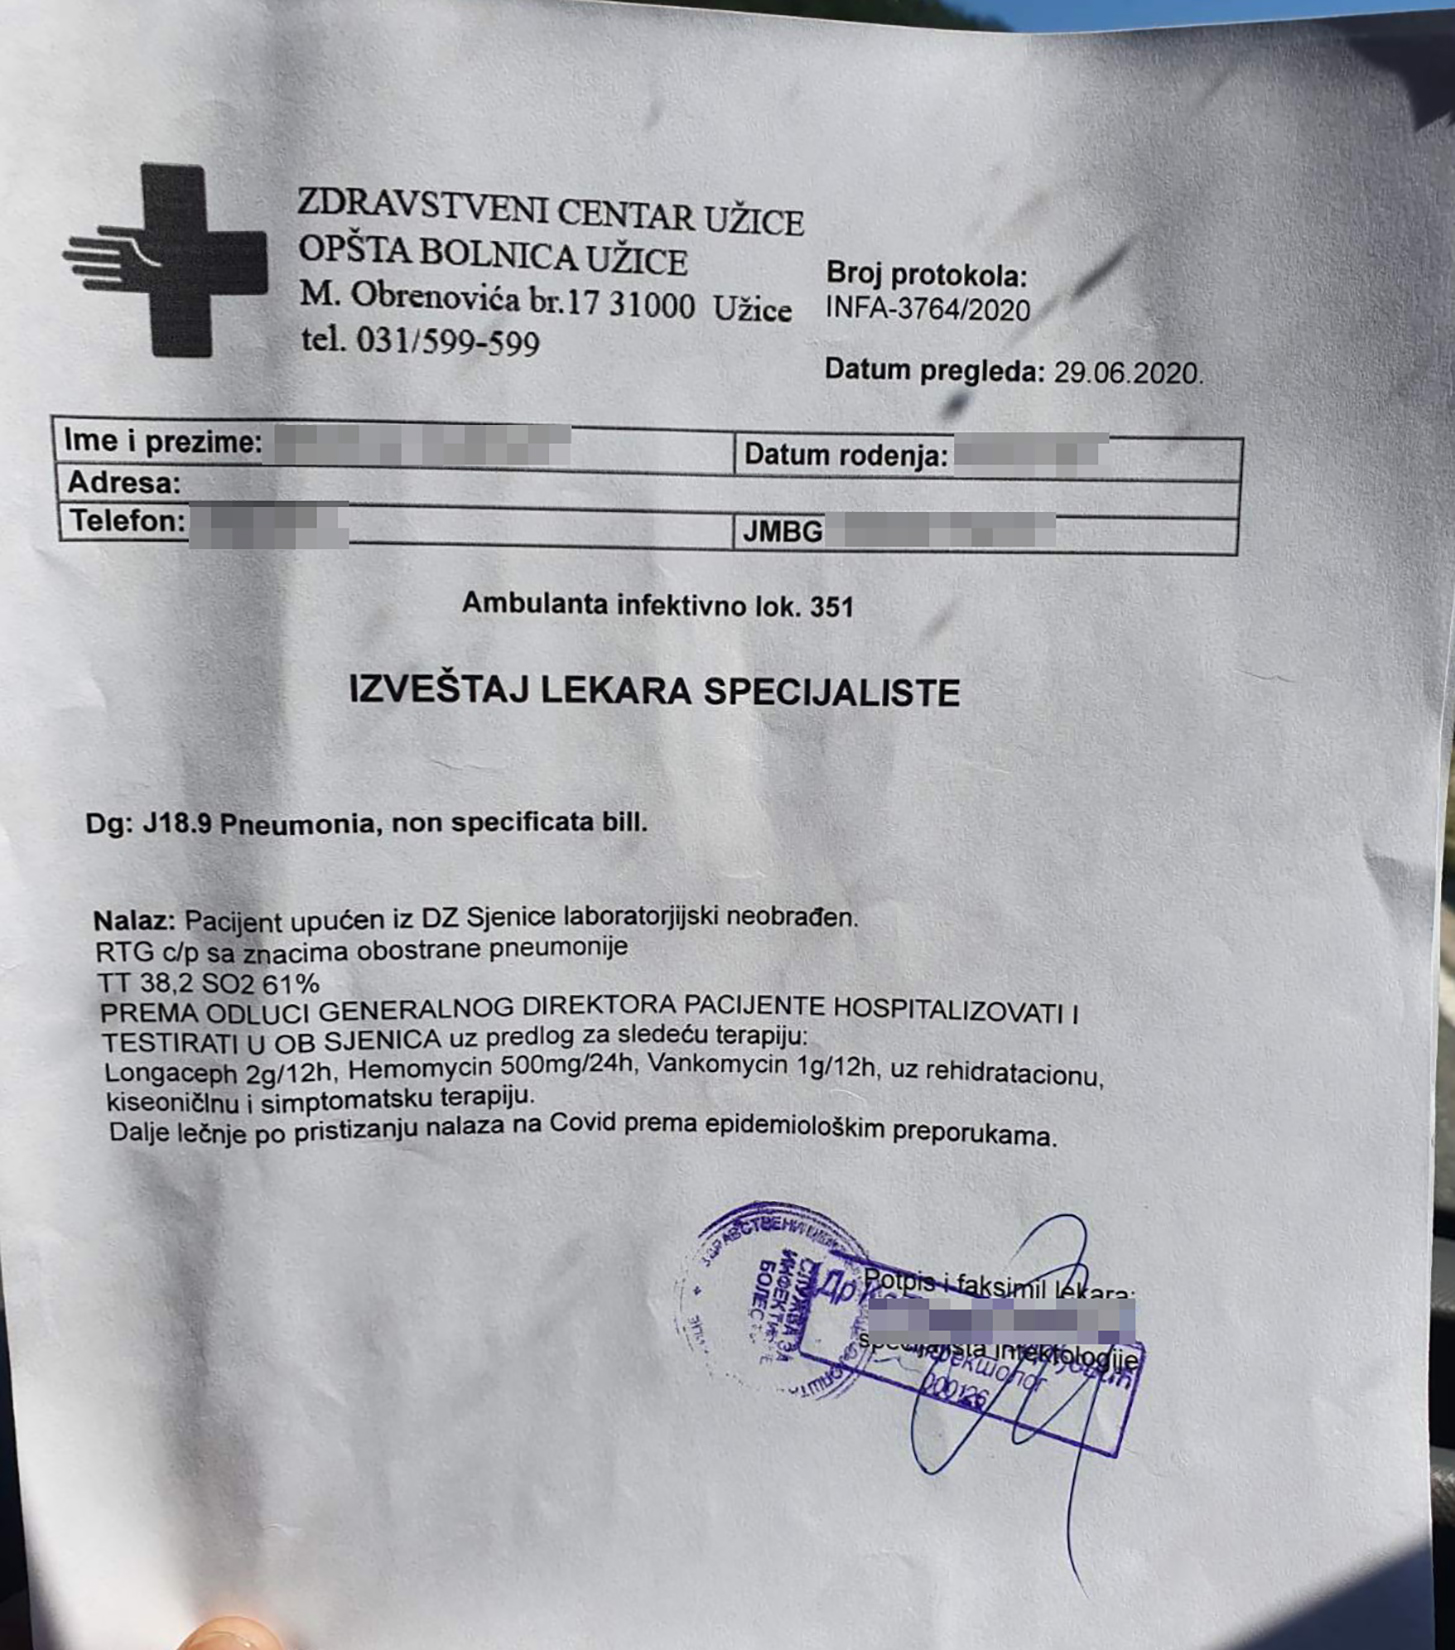 ZDRAVSTVENI CENTAR UŽICE
OPŠTA BOLNICA UŽICE
M. Obrenovića br.17 31000 Užice
tel. 031/599-599
Broj protokola:
INFA-3764/2020
Datum pregleda: 29.06.2020.
Ime i prezime:
Datum rodenja:
Adresa:
Telefon:
JMBG
Ambulanta infektivno lok. 351
IZVEŠTAJ LEKARA SPECIJALISTE
Dg: J18.9 Pneumonia, non specificata bill.
Nalaz: Pacijent upućen iz DZ Sjenice laboratorjijski neobrađen.
RTG c/p sa znacima obostrane pneumonije
TT 38,2 SO2 61%
PREMA ODLUCI GENERALNOG DIREKTORA PACIJENTE HOSPITALIZOVATI I
TESTIRATI U OB SJENICA uz predlog za sledeću terapiju:
Longaceph 2g/12h, Hemomycin 500mg/24h, Vankomycin 1g/12h, uz rehidratacionu,
kiseoničlnu i simptomatsku terapiju.
Dalje lečnje po pristizanju nalaza na Covid prema epidemiološkim preporukama.
Potpis i faksimil lekara:
specijalista infektologije
СЛУЖБА ЗА
Др
000126